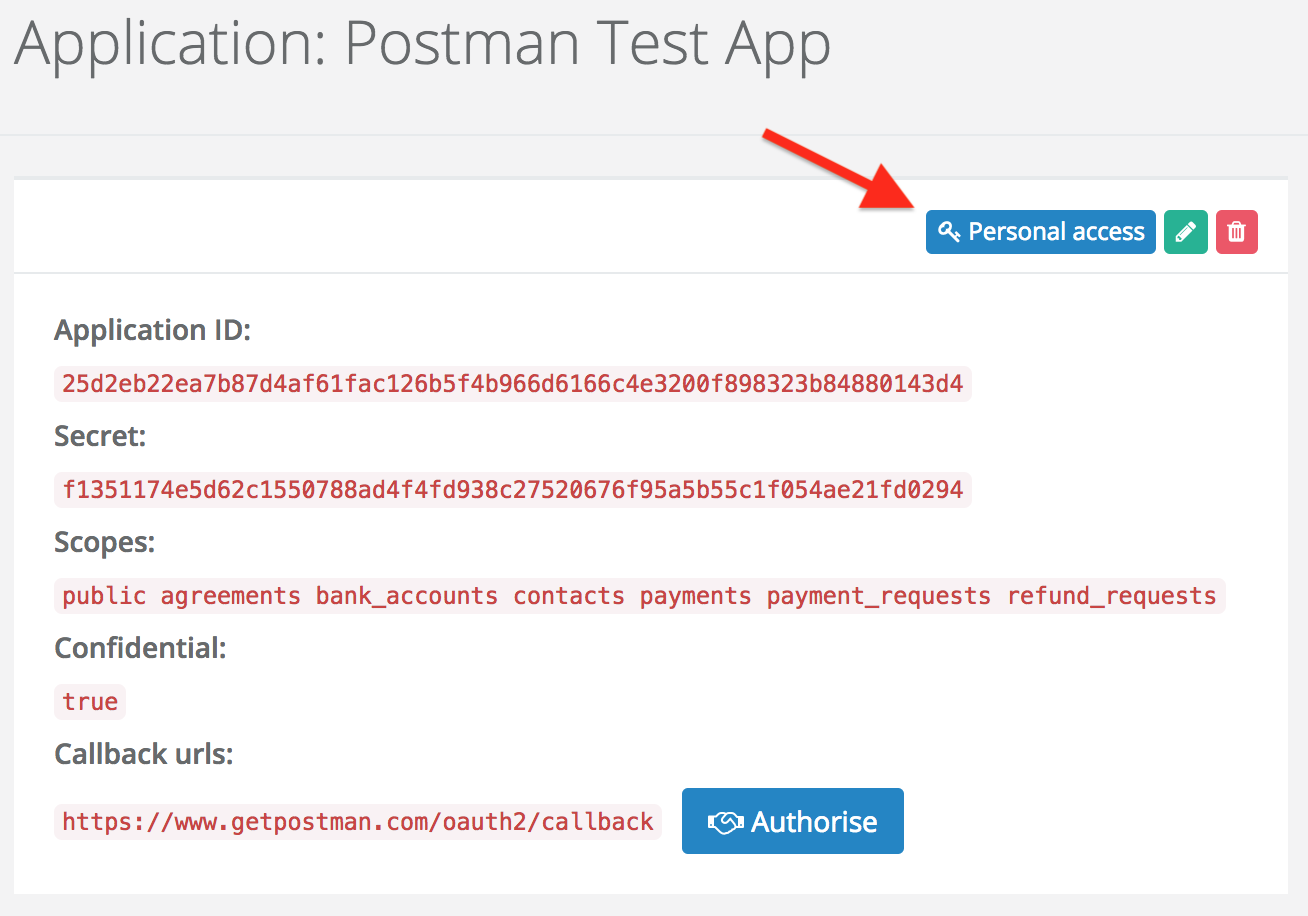 Application: Postman Test App
Personal access
Application ID:
25d2eb22ea7b87d4af61fac126b5f4b966d6166c4e3200f898323b84880143d4
Secret:
f1351174e5d62c1550788ad4f4fd938c27520676f95a5b55c1f054ae21fd0294
Scopes:
public agreements bank_accounts contacts payments payment_requests refund_requests
Confidential:
true
Callback urls:
https://www.getpostman.com/oauth2/callback Authorise